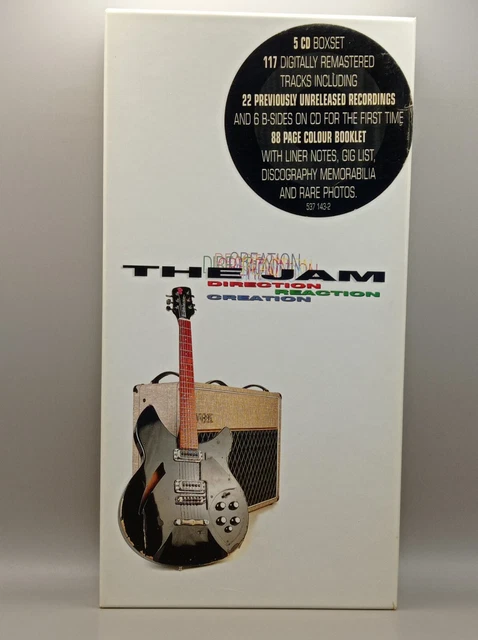 5 CD BOXSET
117 DIGITALLY REMASTERED
TRACKS INCLUDING
22 PREVIOUSLY UNRELEASED RECORDINGS
AND 6 B-SIDES ON CD FOR THE FIRST TIME
88 PAGE COLOUR BOOKLET
WITH LINER NOTES, GIG LIST,
DISCOGRAPHY MEMORABILIA
AND RARE PHOTOS.
537 143-2
THE JAM
DIRECTION
REACTION
CREATION